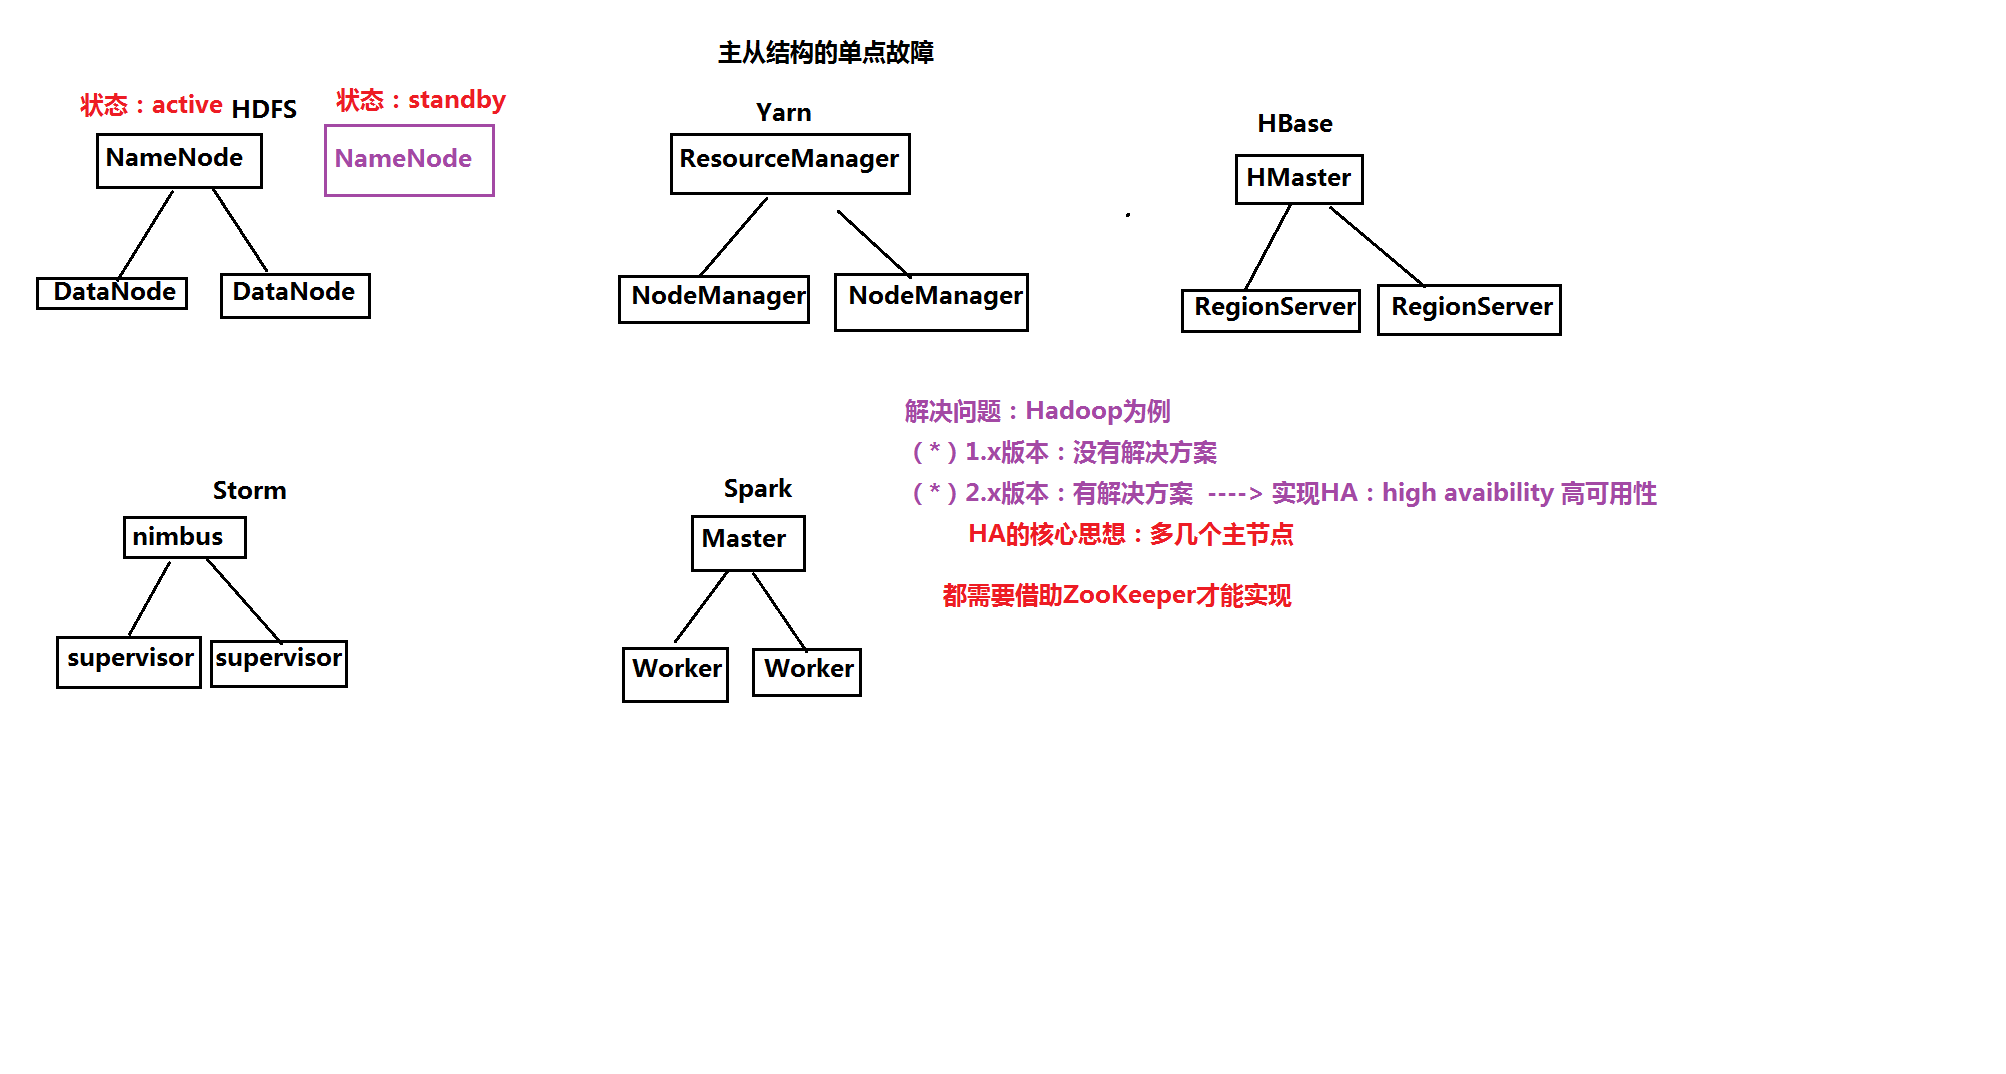 主从结构的单点故障
状态：active
HDFS
状态：standby
NameNode
NameNode
DataNode
DataNode
Yarn
ResourceManager
NodeManager
NodeManager
HBase
HMaster
RegionServer
RegionServer
解决问题：Hadoop为例
（*）1.x版本：没有解决方案
（*）2.x版本：有解决方案 ----> 实现HA：high avaibility 高可用性
HA的核心思想：多几个主节点
都需要借助ZooKeeper才能实现
Storm
nimbus
supervisor
supervisor
Spark
Master
Worker
Worker